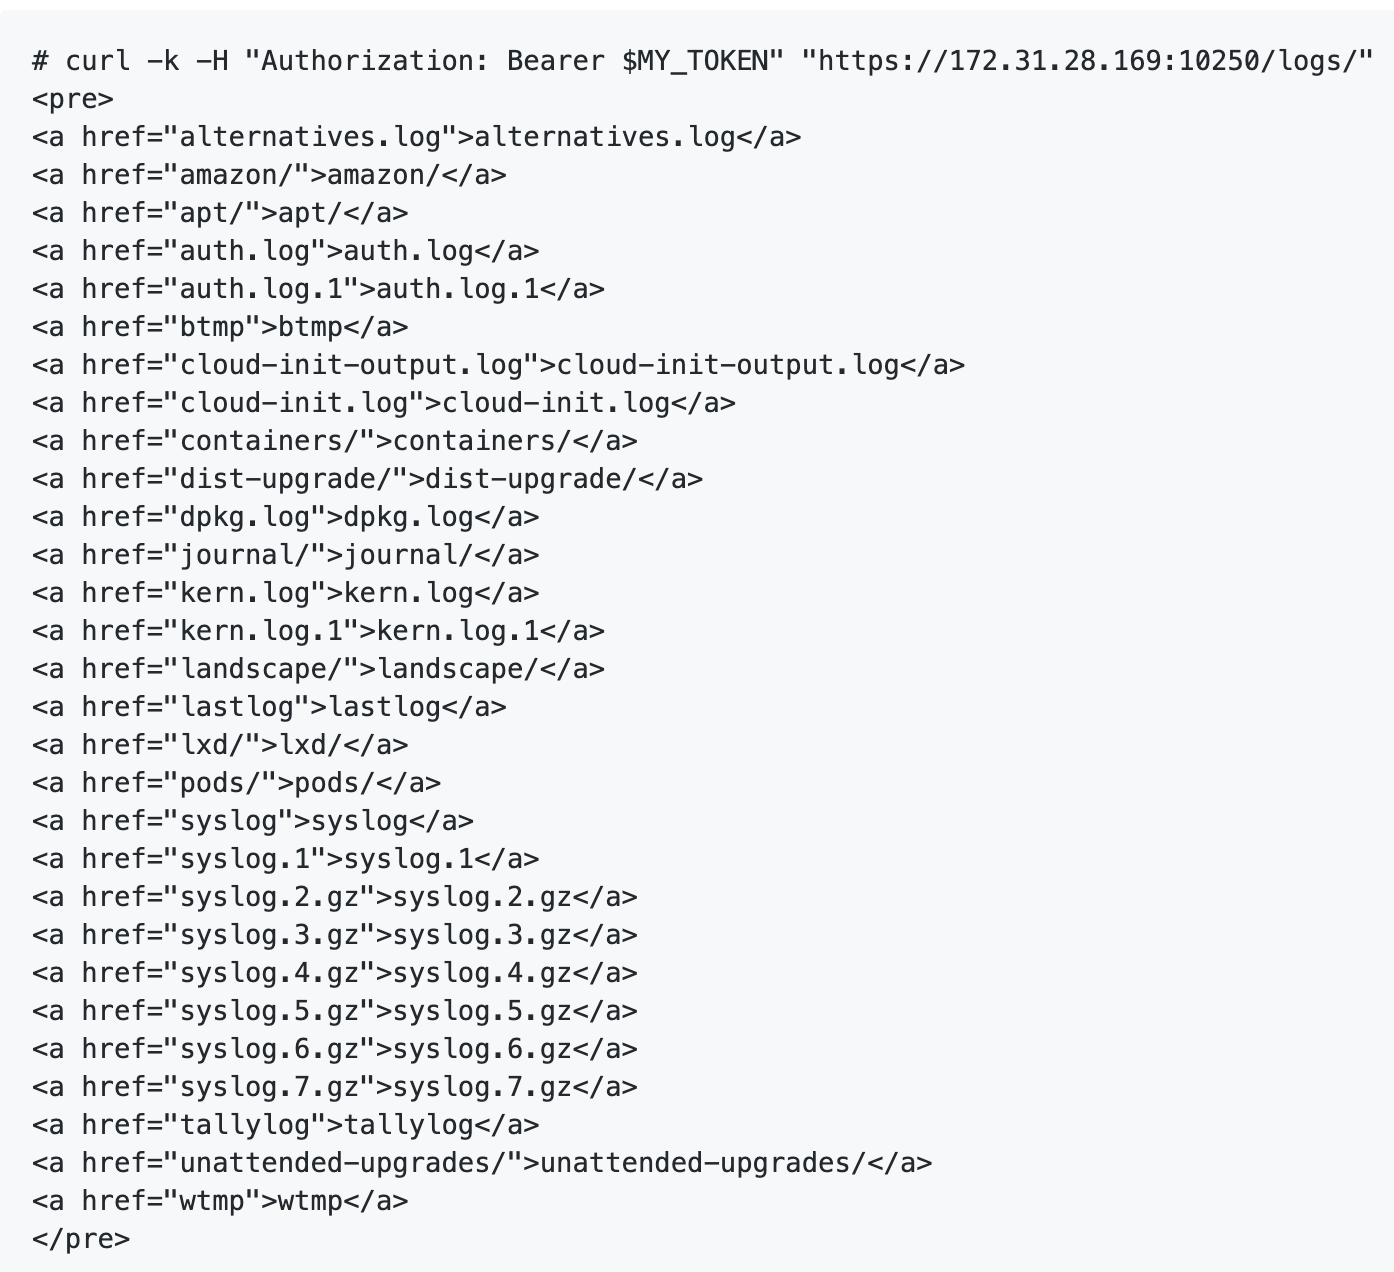 # curl -k -H "Authorization: Bearer $MY_TOKEN" "https://172.31.28.169:10250/logs/"
<pre>
<a href="alternatives.log">alternatives.log</a>
<a href="amazon/">amazon/</a>
<a href="apt/">apt/</a>
<a href="auth.log">auth.log</a>
<a href="auth.log.1">auth.log.1</a>
<a href="btmp">btmp</a>
<a href="cloud-init-output.log">cloud-init-output.log</a>
<a href="cloud-init.log">cloud-init.log</a>
<a href="containers/">containers/</a>
<a href="dist-upgrade/">dist-upgrade/</a>
<a href="dpkg.log">dpkg.log</a>
<a href="journal/">journal/</a>
<a href="kern.log">kern.log</a>
<a href="kern.log.1">kern.log.1</a>
<a href="landscape/">landscape/</a>
<a href="lastlog">lastlog</a>
<a href="lxd/">lxd/</a>
<a href="pods/">pods/</a>
<a href="syslog">syslog</a>
<a href="syslog.1">syslog.1</a>
<a href="syslog.2.gz">syslog.2.gz</a>
<a href="syslog.3.gz">syslog.3.gz</a>
<a href="syslog.4.gz">syslog.4.gz</a>
<a href="syslog.5.gz">syslog.5.gz</a>
<a href="syslog.6.gz">syslog.6.gz</a>
<a href="syslog.7.gz">syslog.7.gz</a>
<a href="tallylog">tallylog</a>
<a href="unattended-upgrades/">unattended-upgrades/</a>
<a href="wtmp">wtmp</a>
</pre>